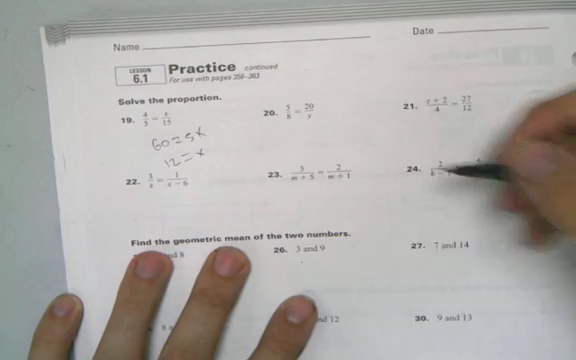 Name
Date
LESSON 6.1
Practice continued
For use with pages 356–363
Solve the proportion.
19. 4/5 = x/15
20. 5/8 = 20/y
21. z + 2/4 = 27/12
60 = 5x
12 = x
22. 3/x = 1/x − 6
23. 3/m + 5 = 2/m + 1
24.
Find the geometric mean of the two numbers.
8
26. 3 and 9
27. 7 and 14
8
12
30. 9 and 13